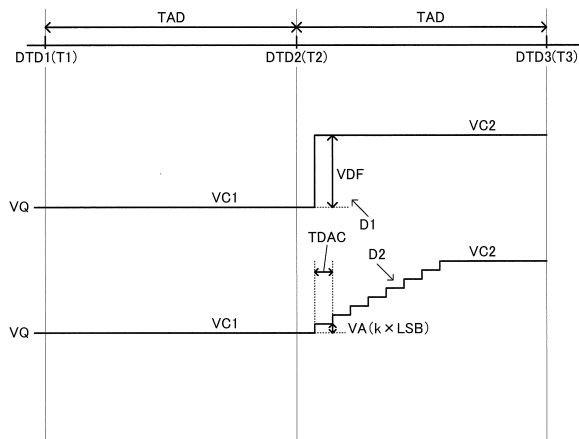 TAD TAD
DTD1(T1) DTD2(T2) DTD3(T3)
VC2
VDF
VC1
VQ
D1
TDAC
D2
VC2
VC1
VQ
VA(k×LSB)